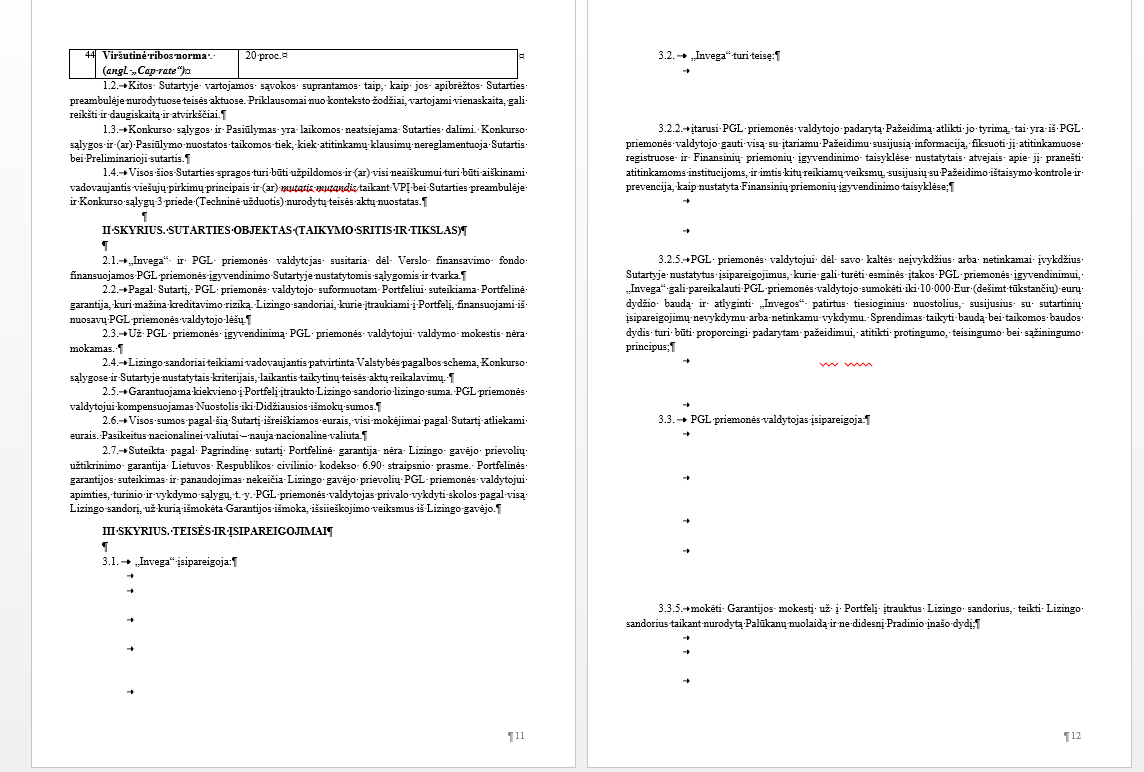 44 Viršutinė ribos norma 20 proc.
(angl. „Cap rate“)
1.2. Kitos Sutartyje vartojamos sąvokos suprantamos taip, kaip jos apibrėžtos Sutarties
preambulėje nurodytuose teisės aktuose. Priklausomai nuo konteksto žodžiai, vartojami vienaskaita, gali
reikšti ir daugiskaitą ir atvirkščiai.¶
1.3. Konkurso sąlygos ir Pasiūlymas yra laikomos neatsiejama Sutarties dalimi. Konkurso
sąlygos ir (ar) Pasiūlymo nuostatos taikomos tiek, kiek atitinkamų klausimų nereglamentuoja Sutartis
bei Preliminarioji sutartis.¶
1.4. Visos šios Sutarties spragos turi būti užpildomos ir (ar) visi neaiškumai turi būti aiškinami
vadovaujantis viešųjų pirkimų principais ir (ar) mutatis mutandis taikant VPĮ bei Sutarties preambulėje
ir Konkurso sąlygų 3 priede (Techninė užduotis) nurodytų teisės aktų nuostatas.¶
¶
II SKYRIUS. SUTARTIES OBJEKTAS (TAIKYMO SRITIS IR TIKSLAS)¶
¶
2.1. „Invega“ ir PGL priemonės valdytojas susitaria dėl Verslo finansavimo fondo
finansuojamos PGL priemonės įgyvendinimo Sutartyje nustatytomis sąlygomis ir tvarka.¶
2.2. Pagal Sutartį, PGL priemonės valdytojo suformuotam Portfeliui suteikiama Portfelinė
garantija, kuri mažina kreditavimo riziką. Lizingo sandoriai, kurie įtraukiami į Portfelį, finansuojami iš
nuosavų PGL priemonės valdytojo lėšų.¶
2.3. Už PGL priemonės įgyvendinimą PGL priemonės valdytojui valdymo mokestis nėra
mokamas. ¶
2.4. Lizingo sandoriai teikiami vadovaujantis patvirtinta Valstybės pagalbos schema, Konkurso
sąlygose ir Sutartyje nustatytais kriterijais, laikantis taikytinų teisės aktų reikalavimų. ¶
2.5. Garantuojama kiekvieno į Portfelį įtraukto Lizingo sandorio lizingo suma. PGL priemonės
valdytojui kompensuojamas Nuostolis iki Didžiausios išmokų sumos.¶
2.6. Visos sumos pagal šią Sutartį išreiškiamos eurais, visi mokėjimai pagal Sutartį atliekami
eurais. Pasikeitus nacionalinei valiutai – nauja nacionaline valiuta.¶
2.7. Suteikta pagal Pagrindinę sutartį Portfelinė garantija nėra Lizingo gavėjo prievolių
užtikrinimo garantija Lietuvos Respublikos civilinio kodekso 6.90 straipsnio prasme. Portfelinės
garantijos suteikimas ir panaudojimas nekeičia Lizingo gavėjo prievolių PGL priemonės valdytojui
apimties, turinio ir vykdymo sąlygų, t. y. PGL priemonės valdytojas privalo vykdyti skolos pagal visą
Lizingo sandorį, už kurią išmokėta Garantijos išmoka, išsiieškojimo veiksmus iš Lizingo gavėjo.¶
III SKYRIUS. TEISĖS IR ĮSIPAREIGOJIMAI¶
¶
3.1. „Invega“ įsipareigoja:¶
¶ 11
3.2. „Invega“ turi teisę:¶
3.2.2. įtarusi PGL priemonės valdytojo padarytą Pažeidimą atlikti jo tyrimą, tai yra iš PGL
priemonės valdytojo gauti visą su įtariamu Pažeidimu susijusią informaciją, fiksuoti jį atitinkamuose
registruose ir Finansinių priemonių įgyvendinimo taisyklėse nustatytais atvejais apie jį pranešti
atitinkamoms institucijoms, ir imtis kitų reikiamų veiksmų, susijusių su Pažeidimo ištaisymo kontrole ir
prevencija, kaip nustatyta Finansinių priemonių įgyvendinimo taisyklėse;¶
3.2.5. PGL priemonės valdytojui dėl savo kaltės neįvykdžius arba netinkamai įvykdžius
Sutartyje nustatytus įsipareigojimus, kurie gali turėti esminės įtakos PGL priemonės įgyvendinimui,
„Invega“ gali pareikalauti PGL priemonės valdytojo sumokėti iki 10 000 Eur (dešimt tūkstančių) eurų
dydžio baudą ir atlyginti „Invegos“ patirtus tiesioginius nuostolius, susijusius su sutartinių
įsipareigojimų nevykdymu arba netinkamu vykdymu. Sprendimas taikyti baudą bei taikomos baudos
dydis turi būti proporcingi padarytam pažeidimui, atitikti protingumo, teisingumo bei sąžiningumo
principus;¶
3.3. PGL priemonės valdytojas įsipareigoja:¶
3.3.5. mokėti Garantijos mokestį už į Portfelį įtrauktus Lizingo sandorius, teikti Lizingo
sandorius taikant nurodytą Palūkanų nuolaidą ir ne didesnį Pradinio įnašo dydį;¶
¶ 12